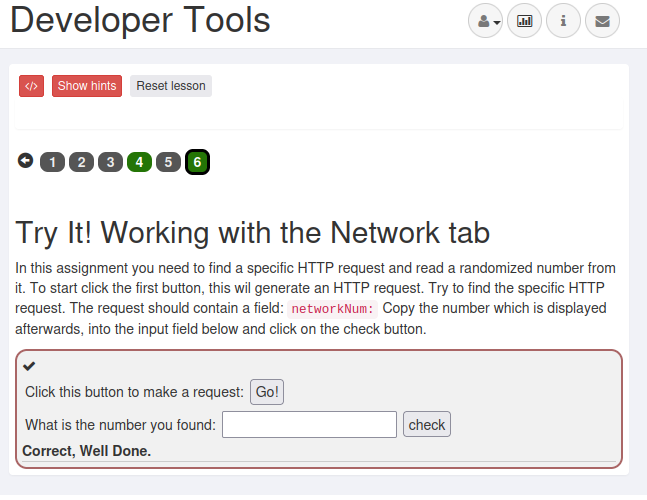 Developer Tools
</>
Show hints
Reset lesson
1 2 3 4 5 6
Try It! Working with the Network tab
In this assignment you need to find a specific HTTP request and read a randomized number from
it. To start click the first button, this wil generate an HTTP request. Try to find the specific HTTP
request. The request should contain a field: networkNum: Copy the number which is displayed
afterwards, into the input field below and click on the check button.
Click this button to make a request: Go!
What is the number you found: check
Correct, Well Done.